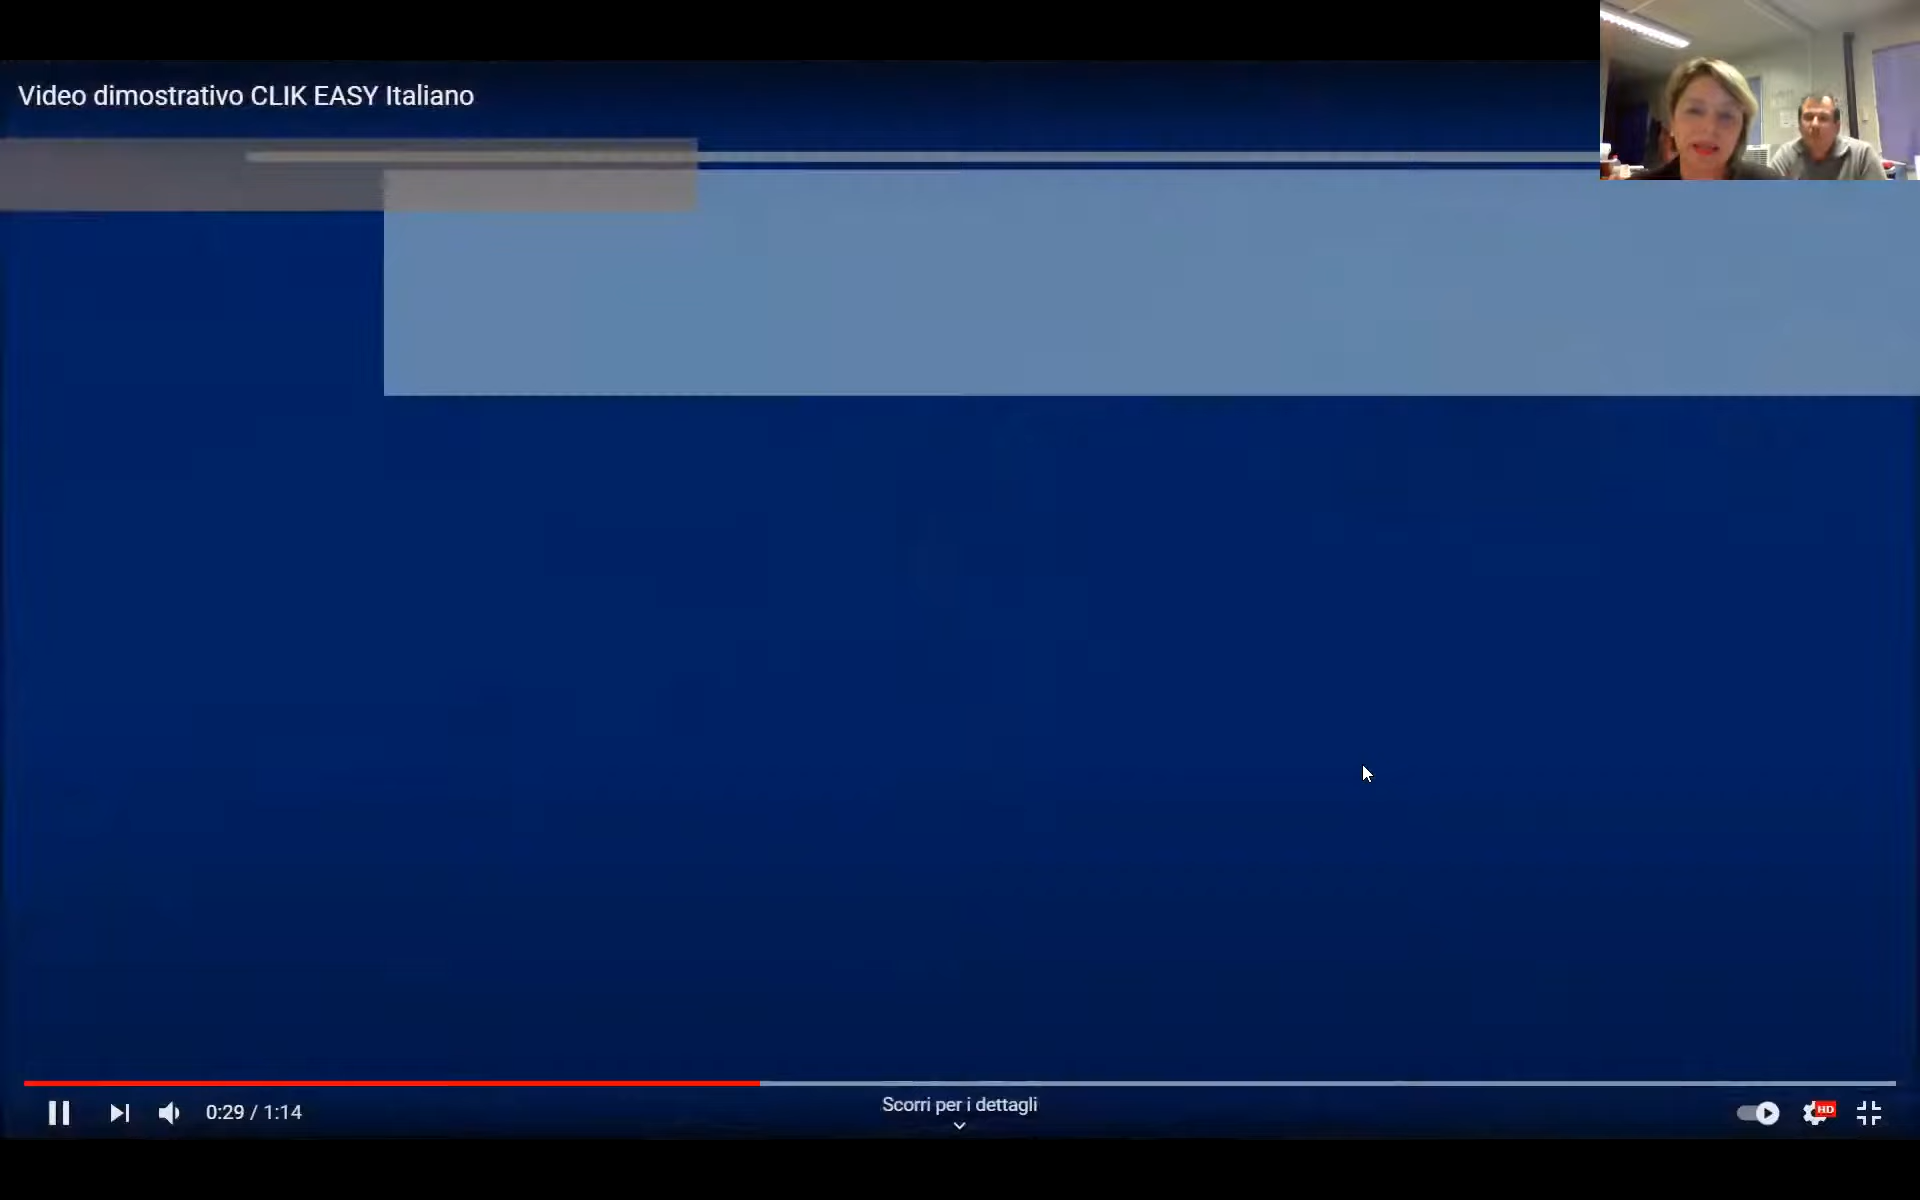 Video dimostrativo CLIK EASY Italiano
0:29 / 1:14
Scorri per i dettagli
HD